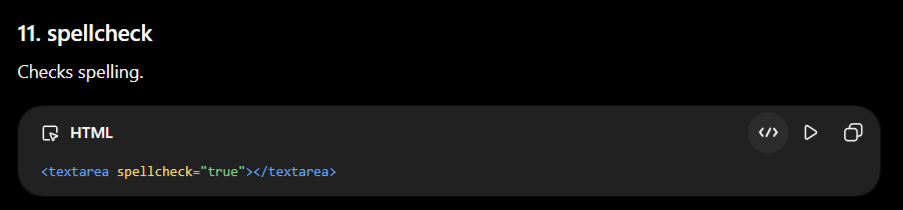 11. spellcheck
Checks spelling.
HTML
<textarea spellcheck="true"></textarea>